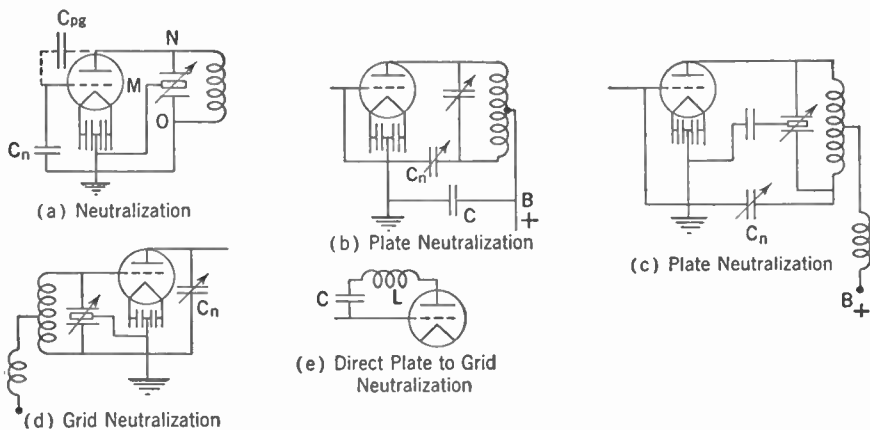 Cpg
N
M
O
Cn
(a) Neutralization
Cn
C
B
+
(b) Plate Neutralization
Cn
B
+
(c) Plate Neutralization
Cn
(d) Grid Neutralization
C
L
(e) Direct Plate to Grid
Neutralization